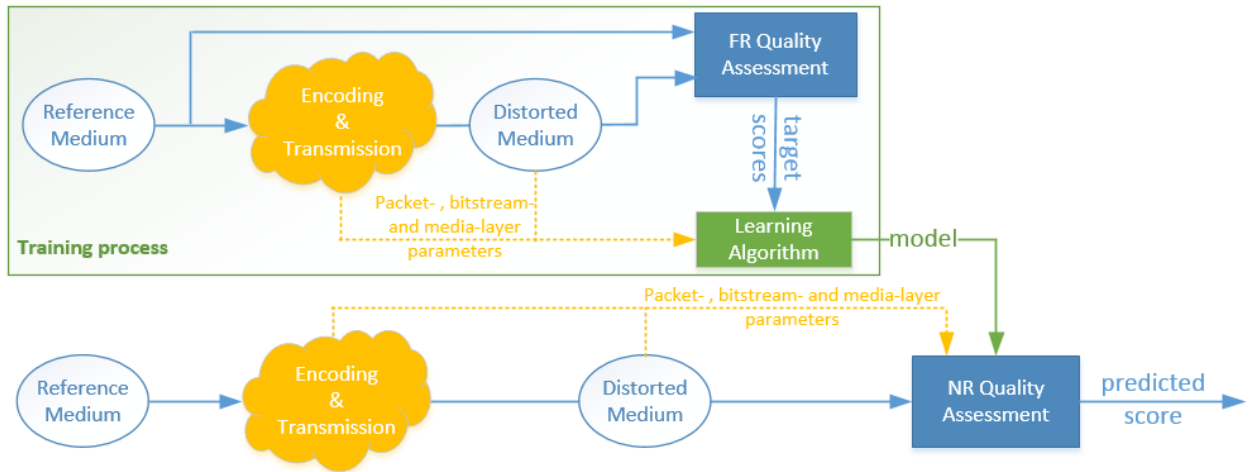 FR Quality
Assessment
Reference
Medium
Encoding
&
Transmission
Distorted
Medium
target
scores
Packet- , bitstream-
and media-layer
parameters
Training process
Learning
Algorithm
model
Packet- , bitstream- and media-layer
parameters
Reference
Medium
Encoding
&
Transmission
Distorted
Medium
NR Quality
Assessment
predicted
score